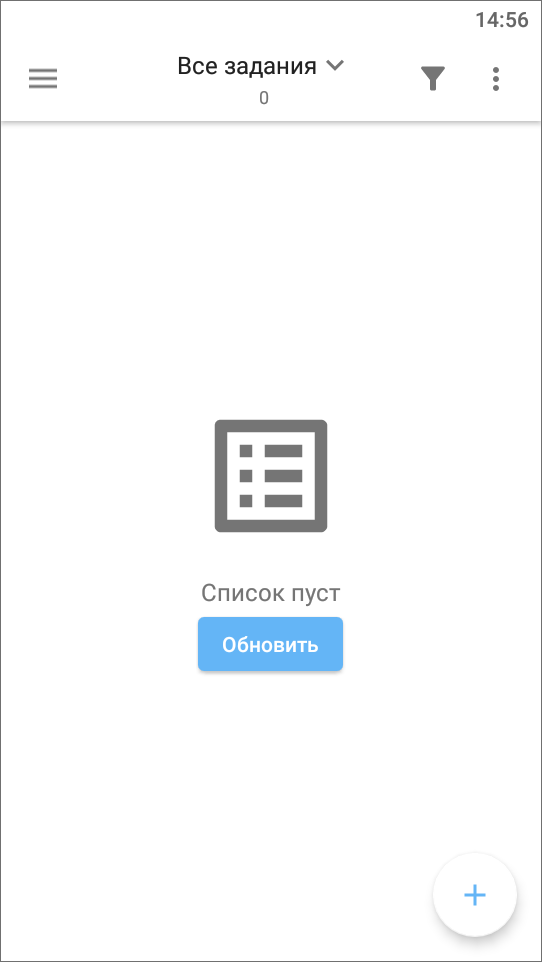 14:56
Все задания
0
Список пуст
Обновить